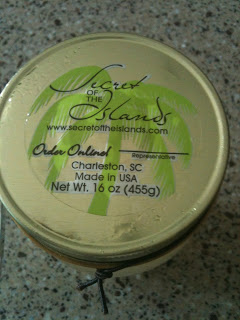 Secret
OF
THE
Islands
www.secretoftheislands.com
Order Online!
Representative
Charleston, SC
Made in USA
Net Wt. 16 oz (455g)